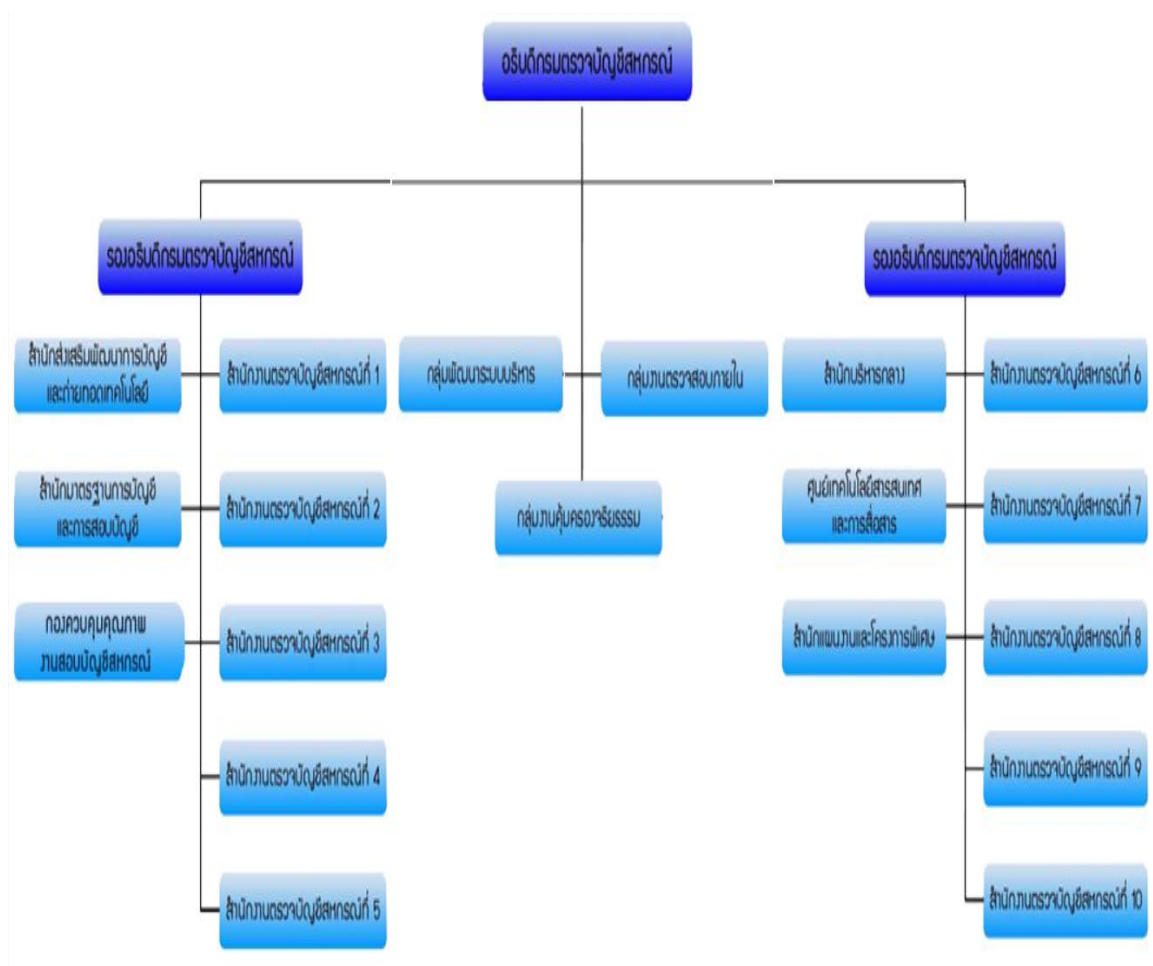 อธิบดีกรมตรวจบัญชีสหกรณ์
รองอธิบดีกรมตรวจบัญชีสหกรณ์
รองอธิบดีกรมตรวจบัญชีสหกรณ์
สำนักส่งเสริมพัฒนาการบัญชี
และถ่ายทอดเทคโนโลยี
สำนักงานตรวจบัญชีสหกรณ์ที่ 1
กลุ่มพัฒนาระบบบริหาร
กลุ่มงานตรวจสอบภายใน
สำนักบริหารกลาง
สำนักงานตรวจบัญชีสหกรณ์ที่ 6
สำนักมาตรฐานการบัญชี
และการสอบบัญชี
สำนักงานตรวจบัญชีสหกรณ์ที่ 2
กลุ่มงานคุ้มครองจริยธรรม
ศูนย์เทคโนโลยีสารสนเทศ
และการสื่อสาร
สำนักงานตรวจบัญชีสหกรณ์ที่ 7
กองควบคุมคุณภาพ
งานสอบบัญชีสหกรณ์
สำนักงานตรวจบัญชีสหกรณ์ที่ 3
สำนักแผนงานและโครงการพิเศษ
สำนักงานตรวจบัญชีสหกรณ์ที่ 8
สำนักงานตรวจบัญชีสหกรณ์ที่ 4
สำนักงานตรวจบัญชีสหกรณ์ที่ 9
สำนักงานตรวจบัญชีสหกรณ์ที่ 5
สำนักงานตรวจบัญชีสหกรณ์ที่ 10